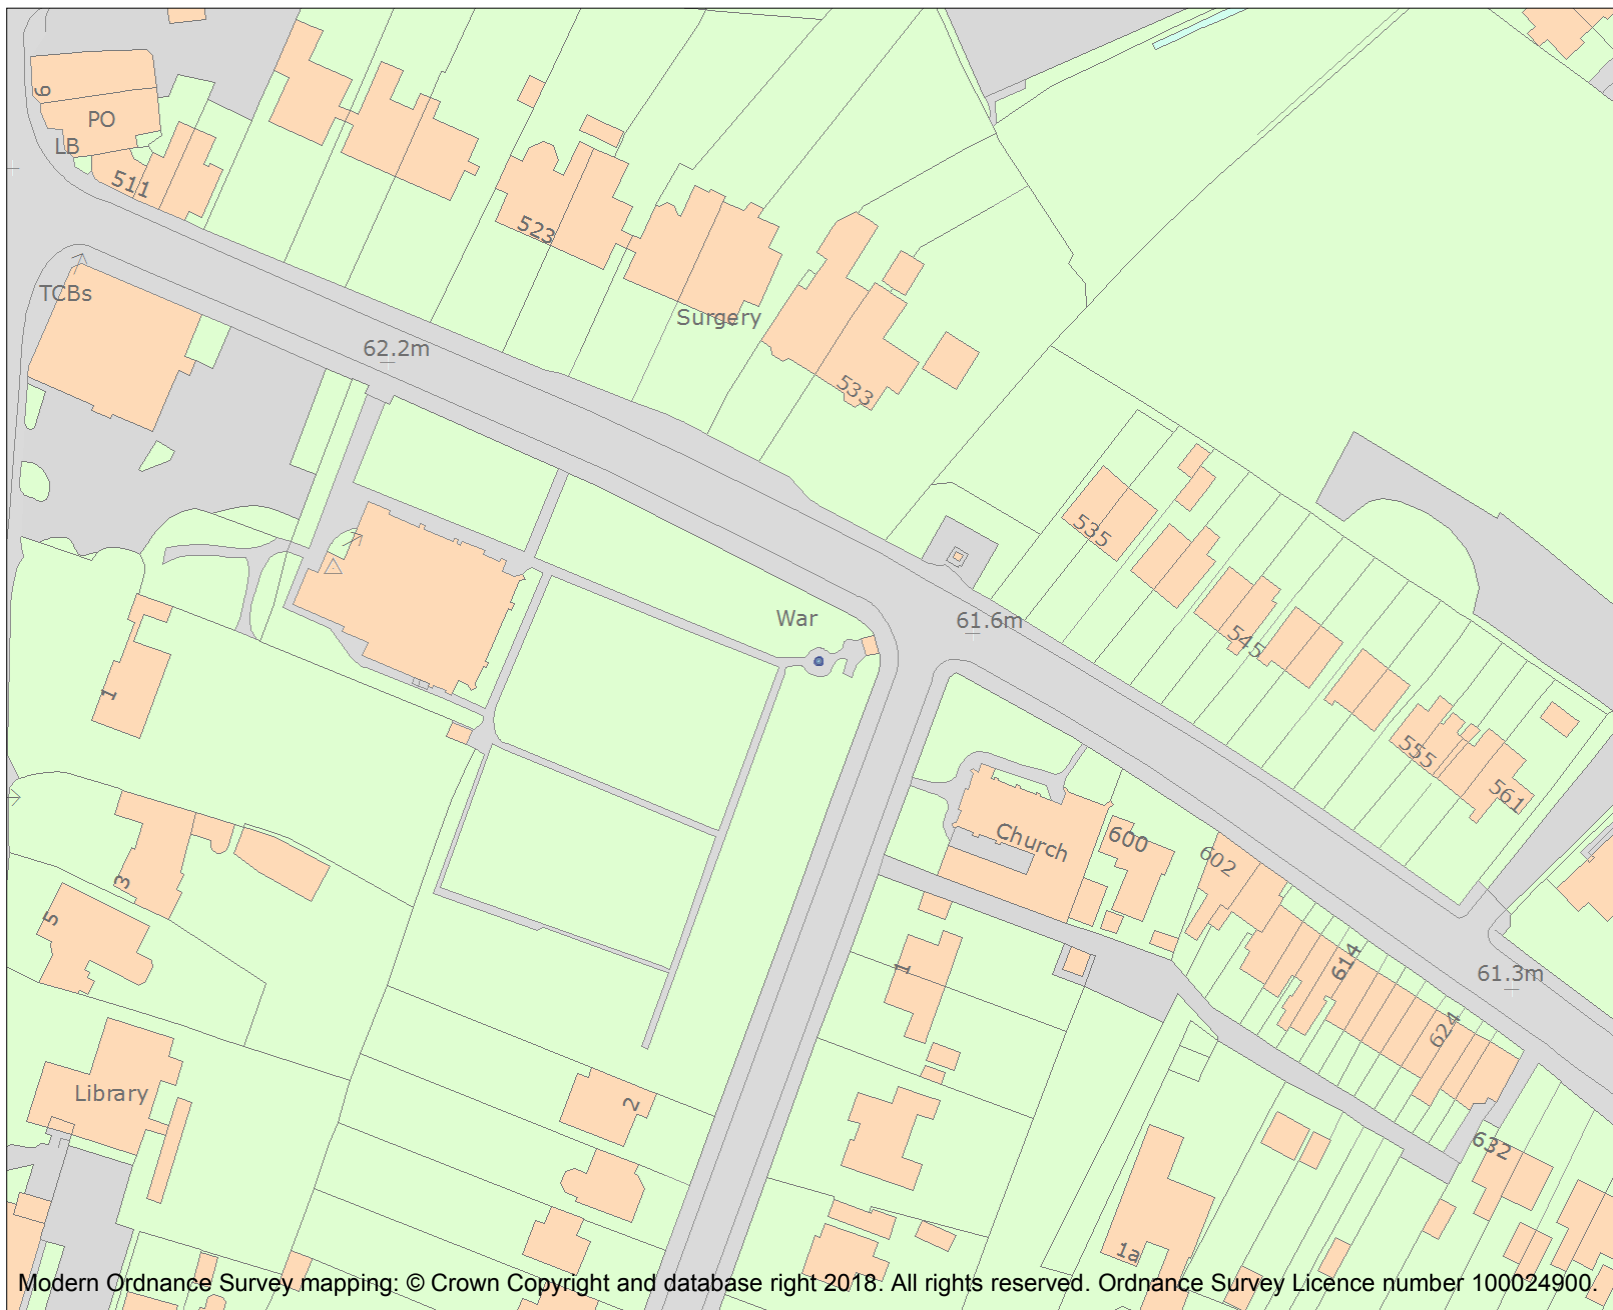 6
PO
LB
511
523
TCBs
Surgery
62.2m
533
535
War
61.6m
545
1
555
561
Church
600
602
3
5
1
614
61.3m
624
Library
2
632
1a
Modern Ordnance Survey mapping: © Crown Copyright and database right 2018. All rights reserved. Ordnance Survey Licence number 100024900.